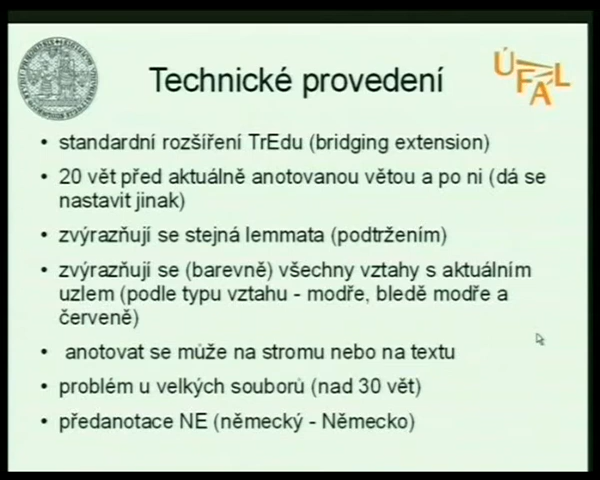 ÚFAL
Technické provedení
• standardní rozšíření TrEdu (bridging extension)
• 20 vět před aktuálně anotovanou větou a po ni (dá se
nastavit jinak)
• zvýrazňují se stejná lemmata (podtržením)
• zvýrazňují se (barevně) všechny vztahy s aktuálním
uzlem (podle typu vztahu - modře, bledě modře a
červeně)
• anotovat se může na stromu nebo na textu
• problém u velkých souborů (nad 30 vět)
• předanotace NE (německý - Německo)